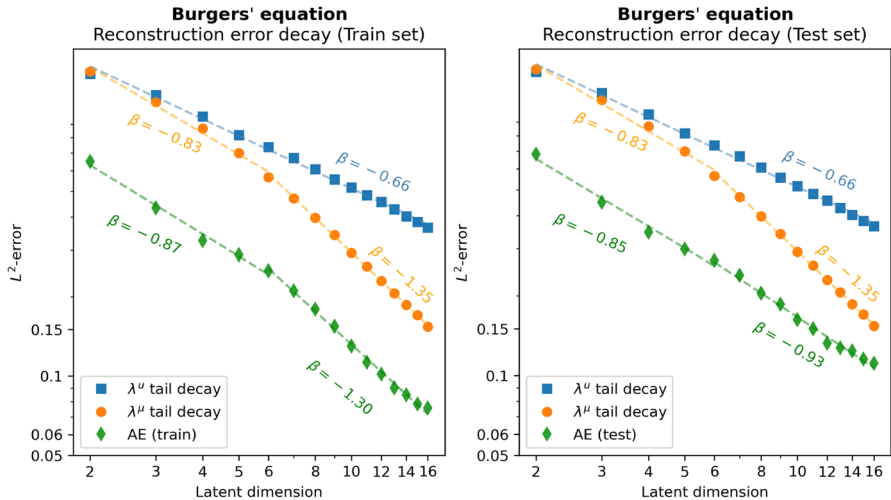 Burgers' equation
Reconstruction error decay (Train set)
L²-error
0.15
0.1
0.06
0.05
β = −0.66
β = −0.83
β = −0.87
β = −1.35
β = −1.30
λᵘ tail decay
λᵘ tail decay
AE (train)
2 3 4 5 6 8 10 12 14 16
Latent dimension
Burgers' equation
Reconstruction error decay (Test set)
L²-error
0.15
0.1
0.06
0.05
β = −0.66
β = −0.83
β = −0.85
β = −1.35
β = −0.93
λᵘ tail decay
λᵘ tail decay
AE (test)
2 3 4 5 6 8 10 12 14 16
Latent dimension